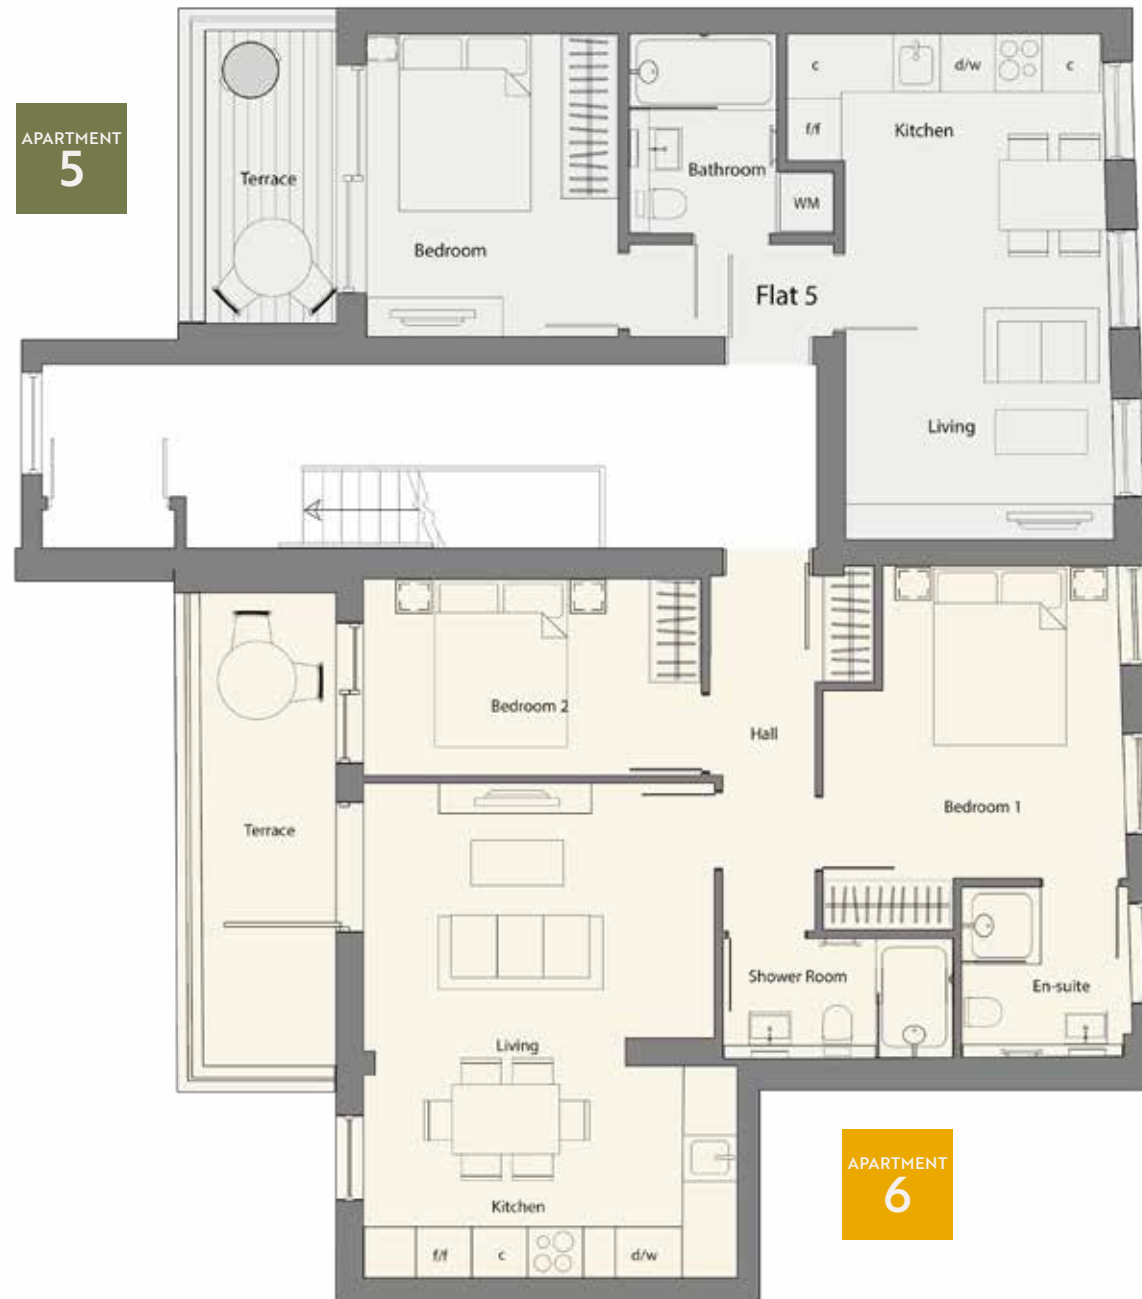 APARTMENT
5
Terrace
Bedroom
Bathroom
WM
c
d/w
c
f/f
Kitchen
Flat 5
Living
Bedroom 2
Hall
Bedroom 1
Terrace
Shower Room
En-suite
Living
Kitchen
f/f
c
d/w
APARTMENT
6